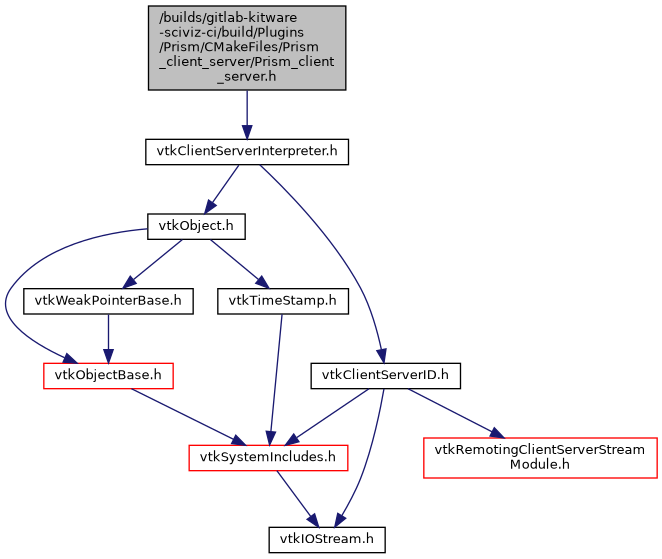 /builds/gitlab-kitware
-sciviz-ci/build/Plugins
/Prism/CMakeFiles/Prism
_client_server/Prism_client
_server.h
vtkClientServerInterpreter.h
vtkObject.h
vtkWeakPointerBase.h
vtkTimeStamp.h
vtkObjectBase.h
vtkClientServerID.h
vtkSystemIncludes.h
vtkRemotingClientServerStream
Module.h
vtkIOStream.h